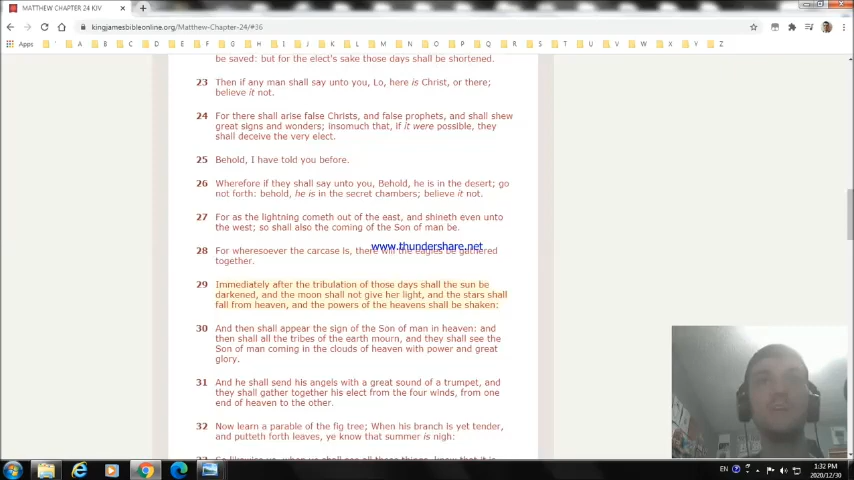 MATTHEW CHAPTER 24 KJV
kingjamesbibleonline.org/Matthew-Chapter-24/#36
Apps ' A B C D E F G H I J K L M N O P Q R S T U V W X Y Z
be saved: but for the elect's sake those days shall be shortened.
23 Then if any man shall say unto you, Lo, here is Christ, or there;
believe it not.
24 For there shall arise false Christs, and false prophets, and shall shew
great signs and wonders; insomuch that, if it were possible, they
shall deceive the very elect.
25 Behold, I have told you before.
26 Wherefore if they shall say unto you, Behold, he is in the desert; go
not forth: behold, he is in the secret chambers; believe it not.
27 For as the lightning cometh out of the east, and shineth even unto
the west; so shall also the coming of the Son of man be.
www.thundershare.net
28 For wheresoever the carcase is, there will the eagles be gathered
together.
29 Immediately after the tribulation of those days shall the sun be
darkened, and the moon shall not give her light, and the stars shall
fall from heaven, and the powers of the heavens shall be shaken:
30 And then shall appear the sign of the Son of man in heaven: and
then shall all the tribes of the earth mourn, and they shall see the
Son of man coming in the clouds of heaven with power and great
glory.
31 And he shall send his angels with a great sound of a trumpet, and
they shall gather together his elect from the four winds, from one
end of heaven to the other.
32 Now learn a parable of the fig tree; When his branch is yet tender,
and putteth forth leaves, ye know that summer is nigh:
So likewise ye, when ye shall see all these things, know that it is
EN
1:32 PM
2020/12/30